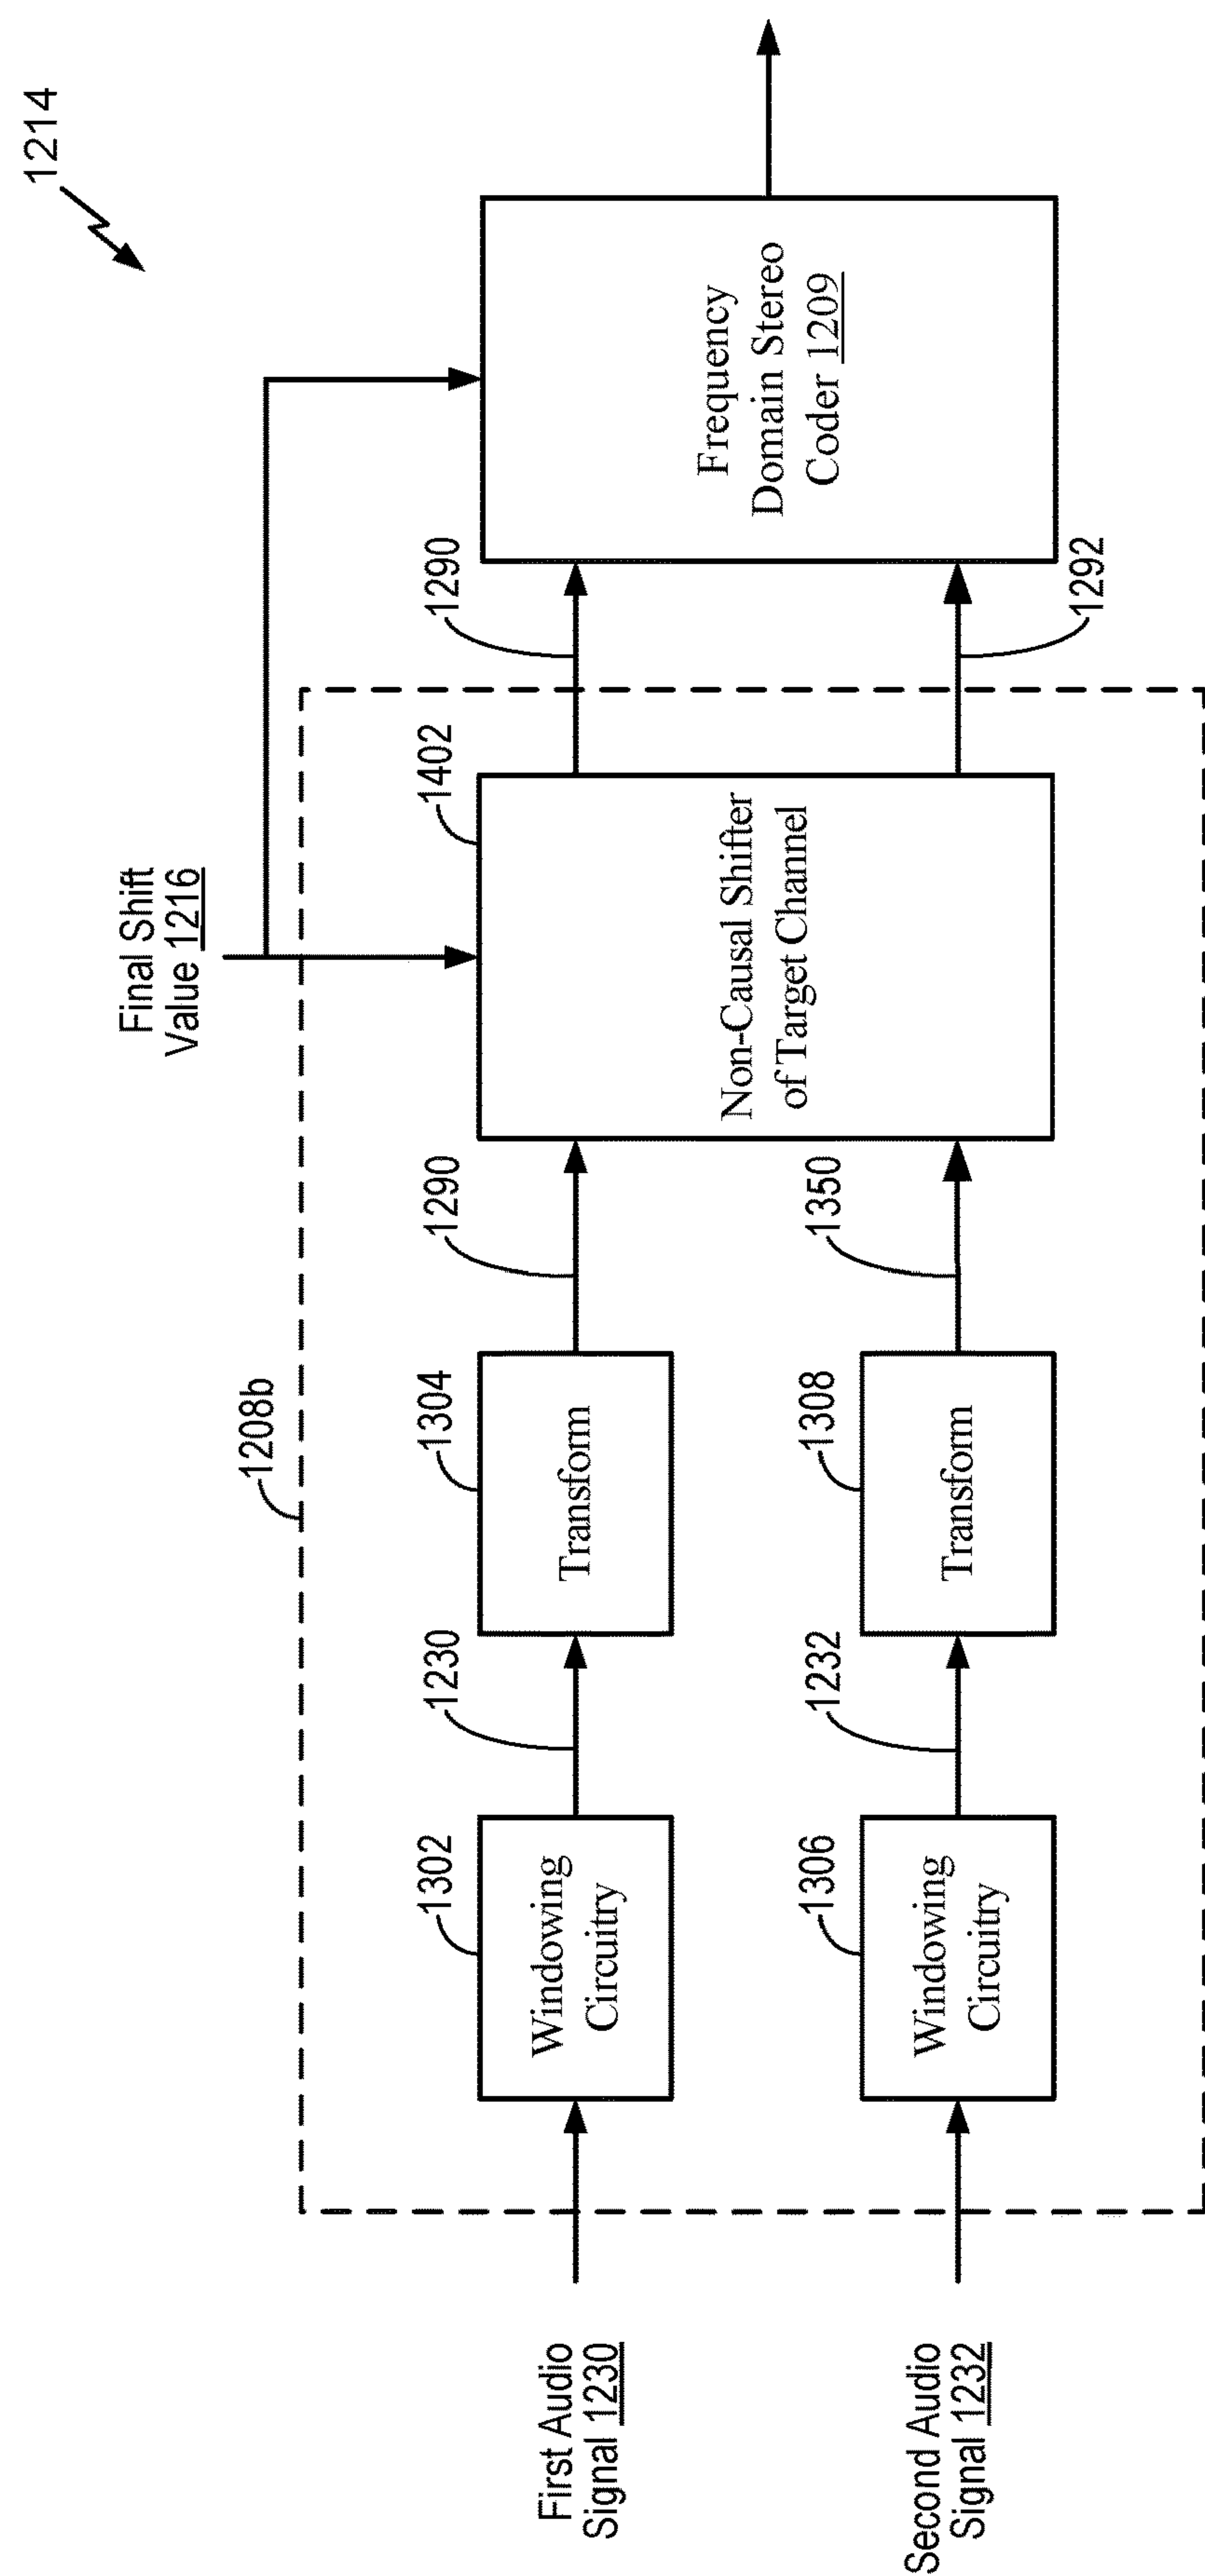 1214
Final Shift
Value 1216
1208b
First Audio
Signal 1230
1302
Windowing
Circuitry
1230
1304
Transform
1290
1402
Non-Causal Shifter
of Target Channel
1290
Frequency
Domain Stereo
Coder 1209
Second Audio
Signal 1232
1306
Windowing
Circuitry
1232
1308
Transform
1350
1292